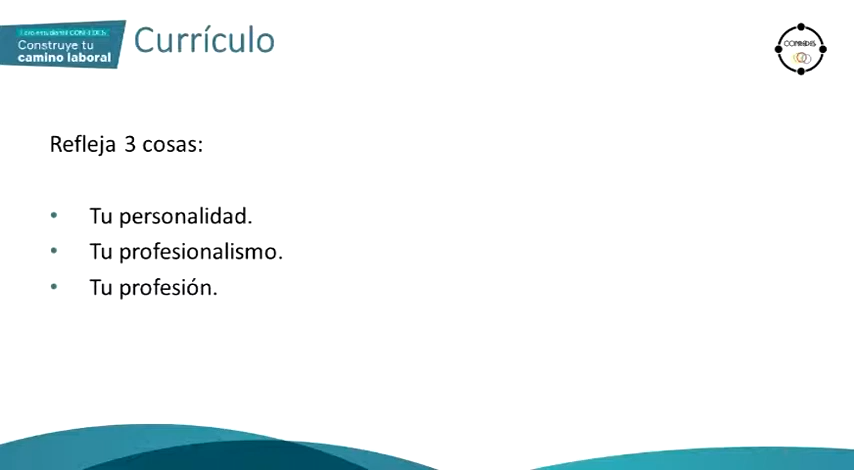 Construye tu
camino laboral
Currículo
Refleja 3 cosas:
• Tu personalidad.
• Tu profesionalismo.
• Tu profesión.